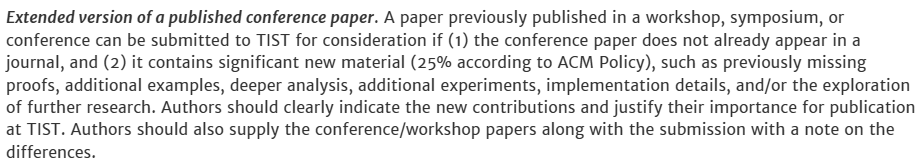 Extended version of a published conference paper. A paper previously published in a workshop, symposium, or
conference can be submitted to TIST for consideration if (1) the conference paper does not already appear in a
journal, and (2) it contains significant new material (25% according to ACM Policy), such as previously missing
proofs, additional examples, deeper analysis, additional experiments, implementation details, and/or the exploration
of further research. Authors should clearly indicate the new contributions and justify their importance for publication
at TIST. Authors should also supply the conference/workshop papers along with the submission with a note on the
differences.